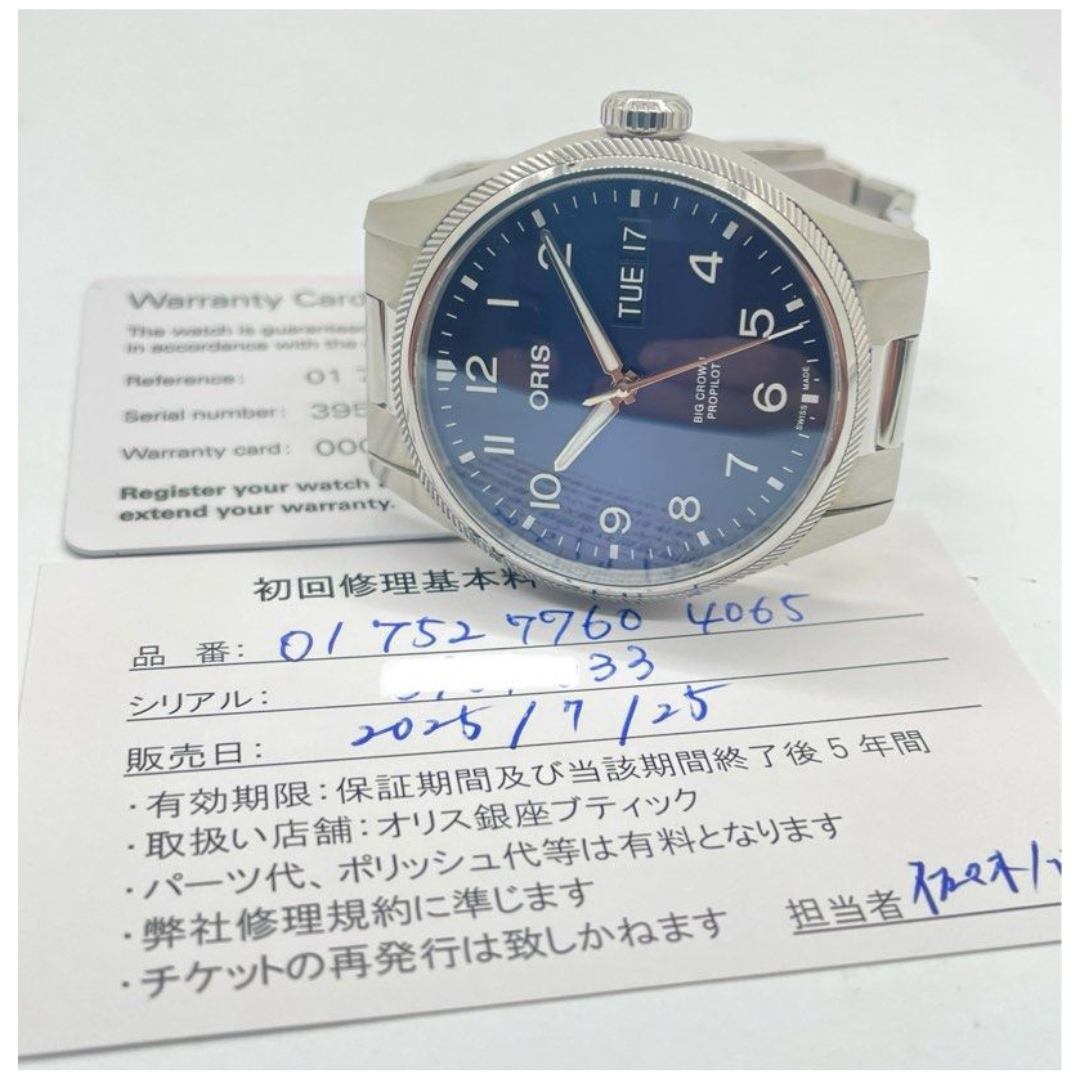 12
1
2
4
5
6
7
8
9
10
11
ORIS
TUE 17
BIG CROWN
PROPILOT
SWISS MADE
Warranty Card
The watch is guaranteed
in accordance with the
Reference: 01 7
Serial number: 395
Warranty card: 000
Register your watch
extend your warranty.
初回修理基本料
品 番: 01 752 7760 4065
シリアル: 33
販売日: 2025/7/25
・有効期限:保証期間及び当該期間終了後5年間
・取扱い店舗:オリス銀座ブティック
・パーツ代、ポリッシュ代等は有料となります
・弊社修理規約に準じます
・チケットの再発行は致しかねます
担当者 佐々木